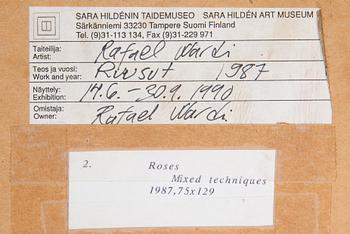 SARA HILDÉNIN TAIDEMUSEO SARA HILDÉN ART MUSEUM
Särkänniemi 33230 Tampere Suomi Finland
Tel. (9)31-113 134, Fax (9)31-229 971
Taiteilija: Rafael Wardi
Artist:
Teos ja vuosi: Ruusut 1987
Work and year:
Näyttely: 14.6.-30.9.1990
Exhibition:
Omistaja: Rafael Wardi
Owner:
2. Roses
Mixed techniques
1987,75x129